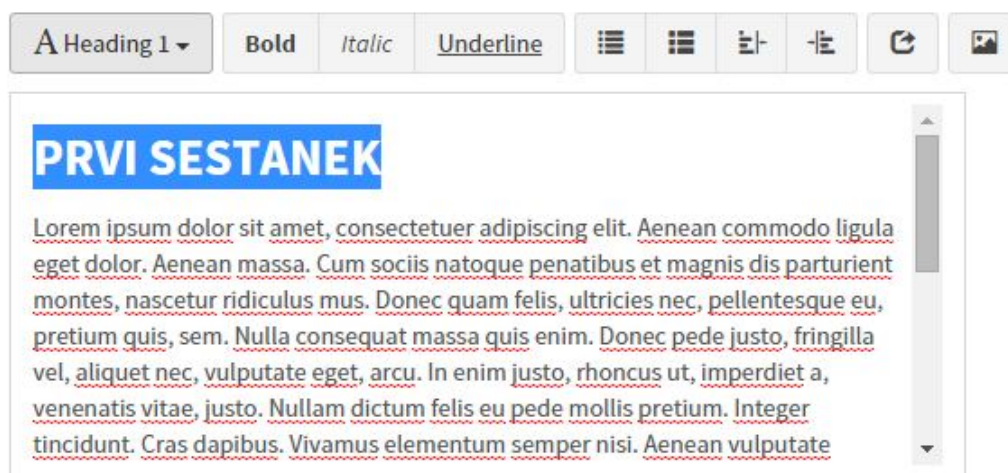 A Heading 1 Bold Italic Underline
PRVI SESTANEK
Lorem ipsum dolor sit amet, consectetuer adipiscing elit. Aenean commodo ligula
eget dolor. Aenean massa. Cum sociis natoque penatibus et magnis dis parturient
montes, nascetur ridiculus mus. Donec quam felis, ultricies nec, pellentesque eu,
pretium quis, sem. Nulla consequat massa quis enim. Donec pede justo, fringilla
vel, aliquet nec, vulputate eget, arcu. In enim justo, rhoncus ut, imperdiet a,
venenatis vitae, justo. Nullam dictum felis eu pede mollis pretium. Integer
tincidunt. Cras dapibus. Vivamus elementum semper nisi. Aenean vulputate